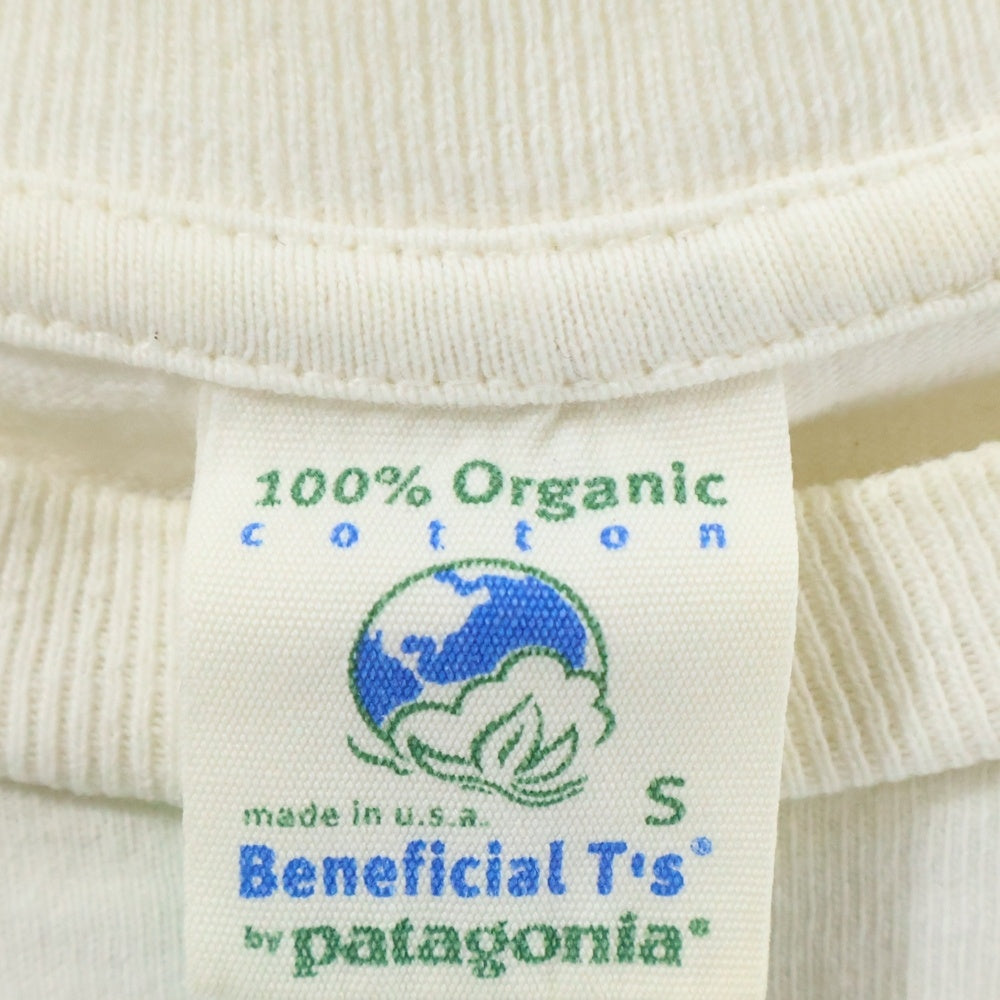 100% Organic
cotton
S
made in u.s.a.
Beneficial T's®
by patagonia®